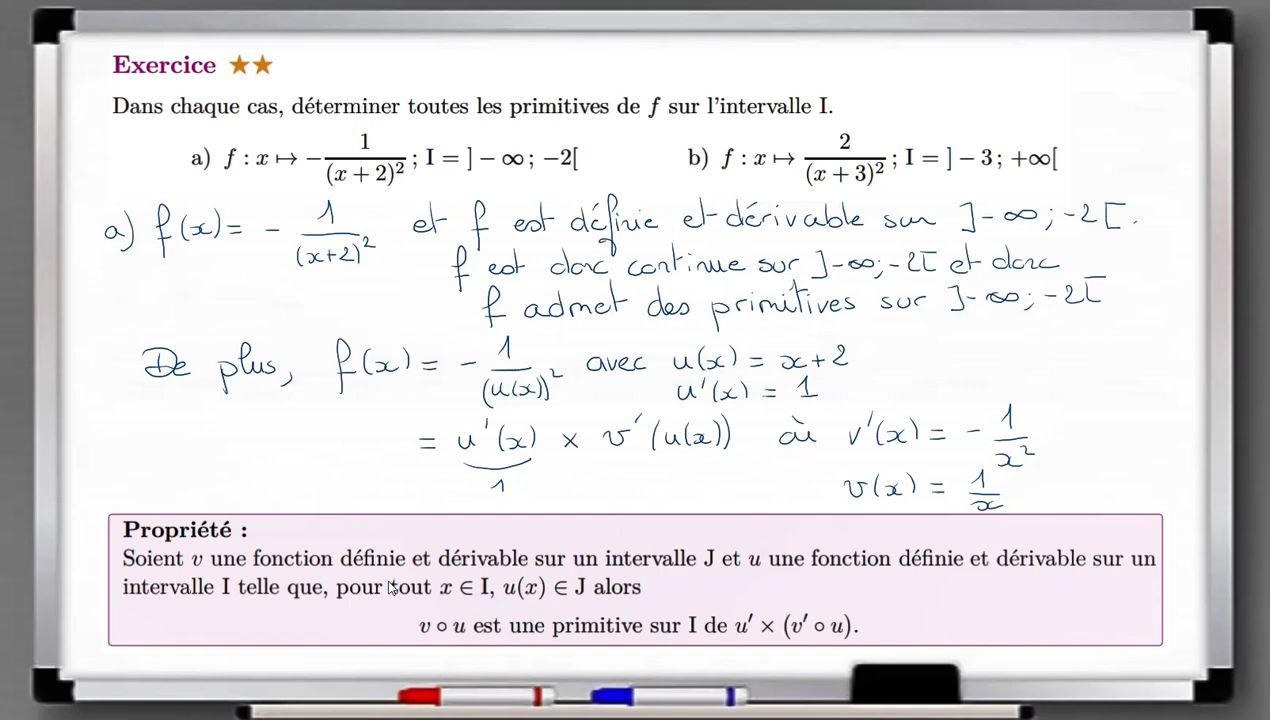 Exercice ★★
Dans chaque cas, déterminer toutes les primitives de f sur l'intervalle I.
a) f : x ↦ −1/(x + 2)² ; I = ]−∞ ; −2[ b) f : x ↦ 2/(x + 3)² ; I = ]−3 ; +∞[
a) f(x) = − 1/(x+2)² et f est définie et dérivable sur ]−∞ ; −2[.
f est donc continue sur ]−∞ ; −2[ et donc
f admet des primitives sur ]−∞ ; −2[
De plus, f(x) = − 1/(u(x))² avec u(x) = x+2
u'(x) = 1
= u'(x) × v'(u(x)) où v'(x) = − 1/x²
1
v(x) = 1/x
Propriété :
Soient v une fonction définie et dérivable sur un intervalle J et u une fonction définie et dérivable sur un
intervalle I telle que, pour tout x ∈ I, u(x) ∈ J alors
v ∘ u est une primitive sur I de u′ × (v′ ∘ u).